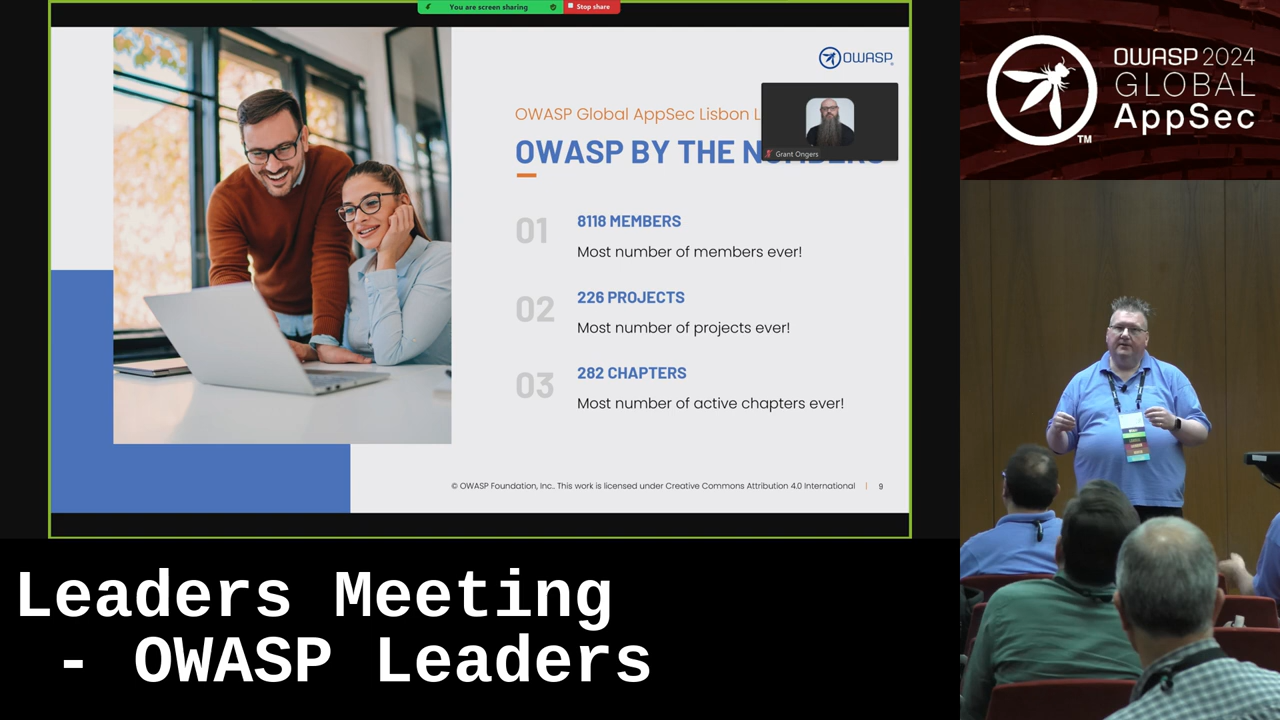 You are screen sharing
Stop share
OWASP
OWASP Global AppSec Lisbon L
OWASP BY THE NUMBERS
Grant Ongers
01
8118 MEMBERS
Most number of members ever!
02
226 PROJECTS
Most number of projects ever!
03
282 CHAPTERS
Most number of active chapters ever!
© OWASP Foundation, Inc.. This work is licensed under Creative Commons Attribution 4.0 International | 9
OWASP 2024
GLOBAL
AppSec
TM
Leaders Meeting
- OWASP Leaders